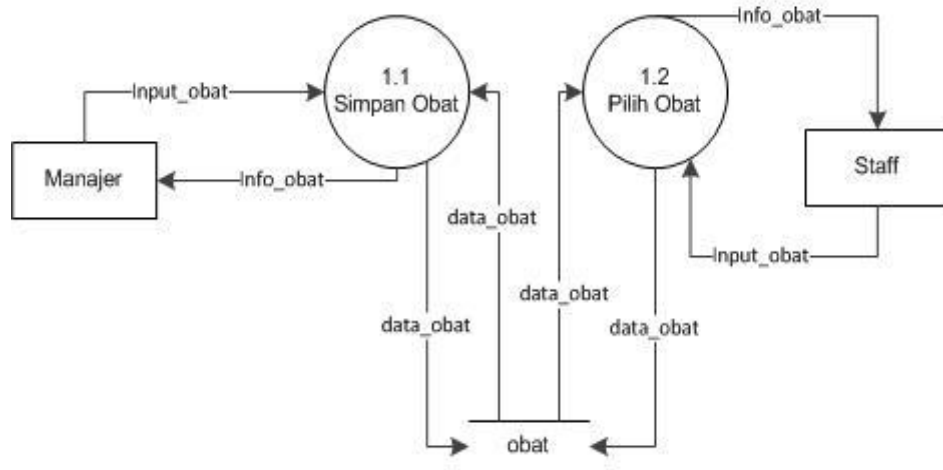 Info_obat
1.1
Simpan Obat
1.2
Pilih Obat
Input_obat
Manajer
Info_obat
Staff
data_obat
Input_obat
data_obat
data_obat
data_obat
obat